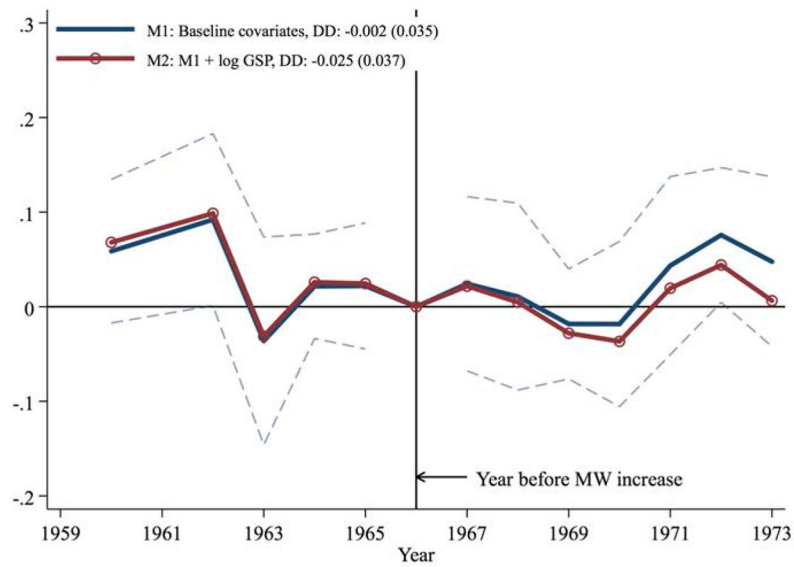 M1: Baseline covariates, DD: -0.002 (0.035)
M2: M1 + log GSP, DD: -0.025 (0.037)
.3
.2
.1
0
-.1
-.2
Year before MW increase
1959 1961 1963 1965 1967 1969 1971 1973
Year